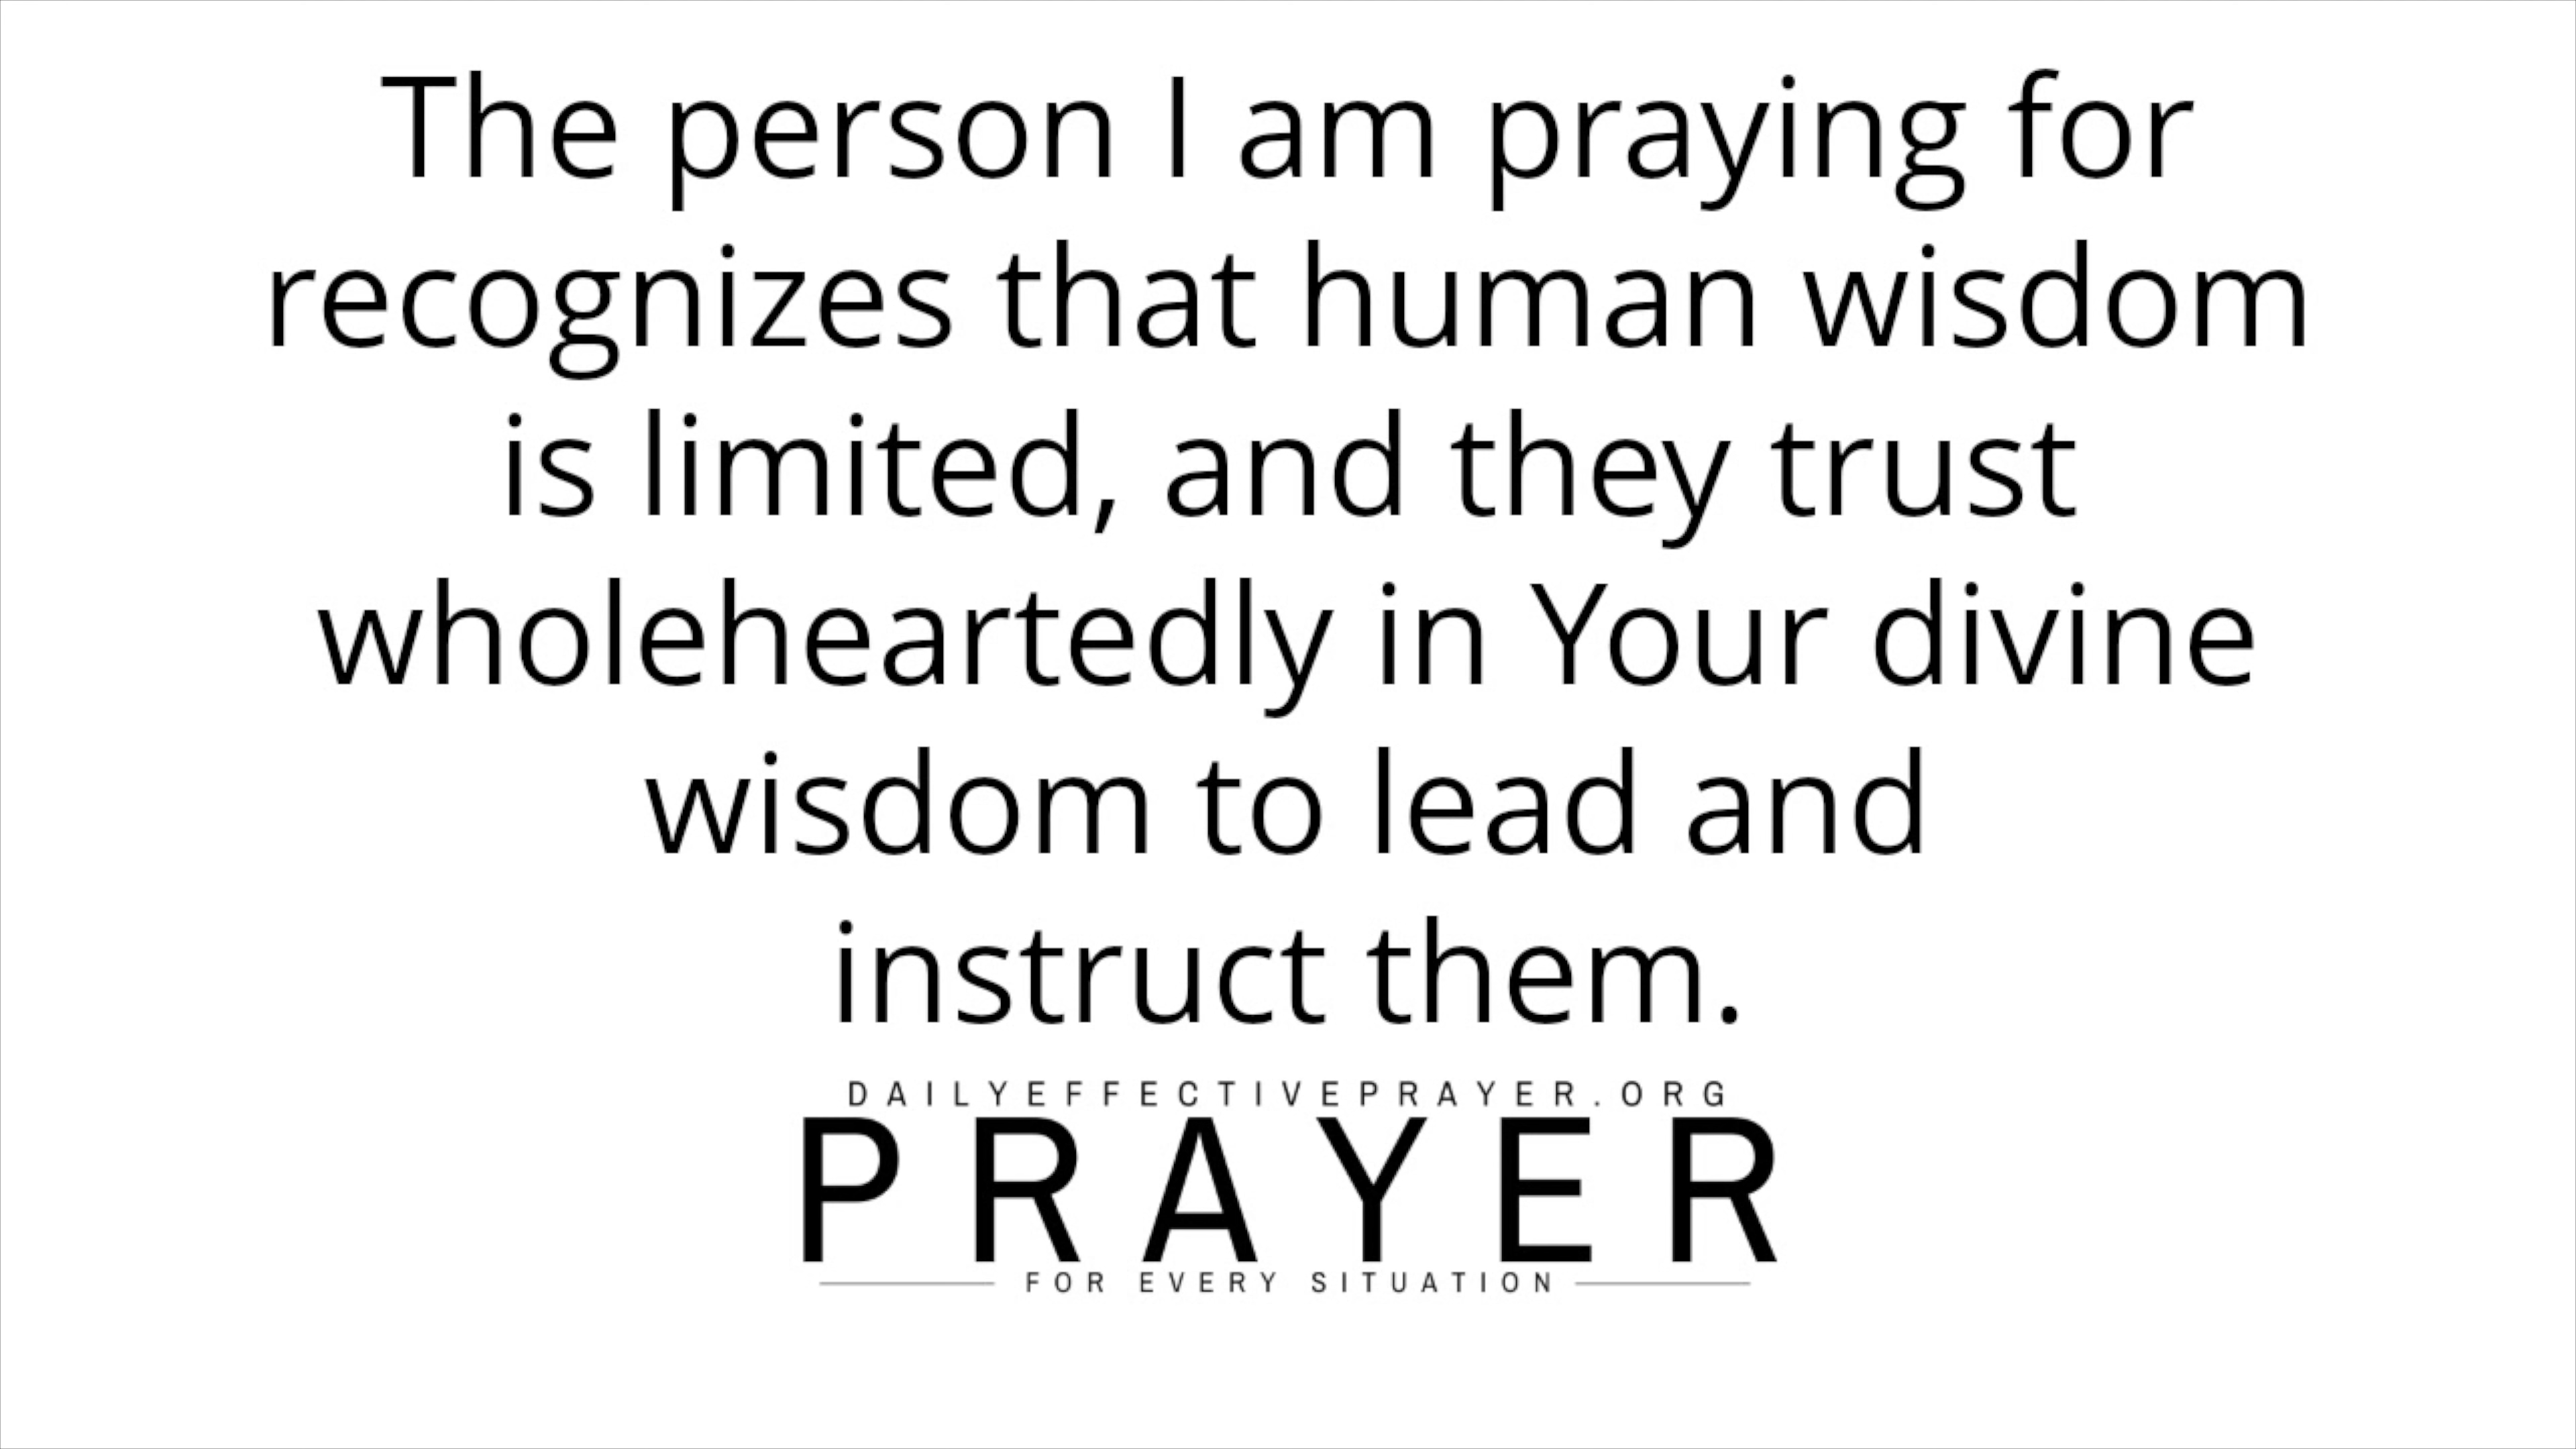 The person I am praying for
recognizes that human wisdom
is limited, and they trust
wholeheartedly in Your divine
wisdom to lead and
instruct them.
DAILYEFFECTIVEPRAYER.ORG
PRAYER
FOR EVERY SITUATION